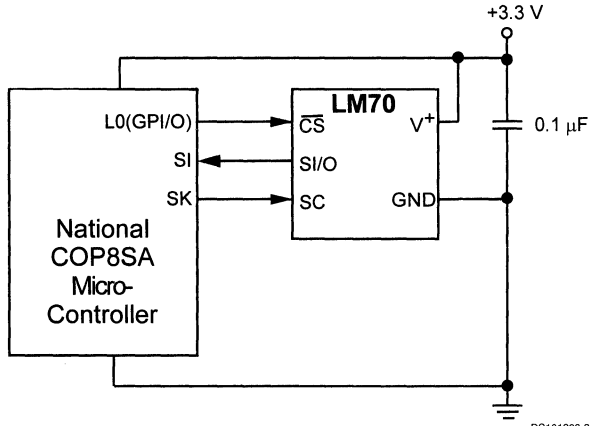 +3.3 V
LM70
L0(GPI/O)
CS
V+
0.1 µF
SI
SI/O
SK
SC
GND
National
COP8SA
Micro-
Controller